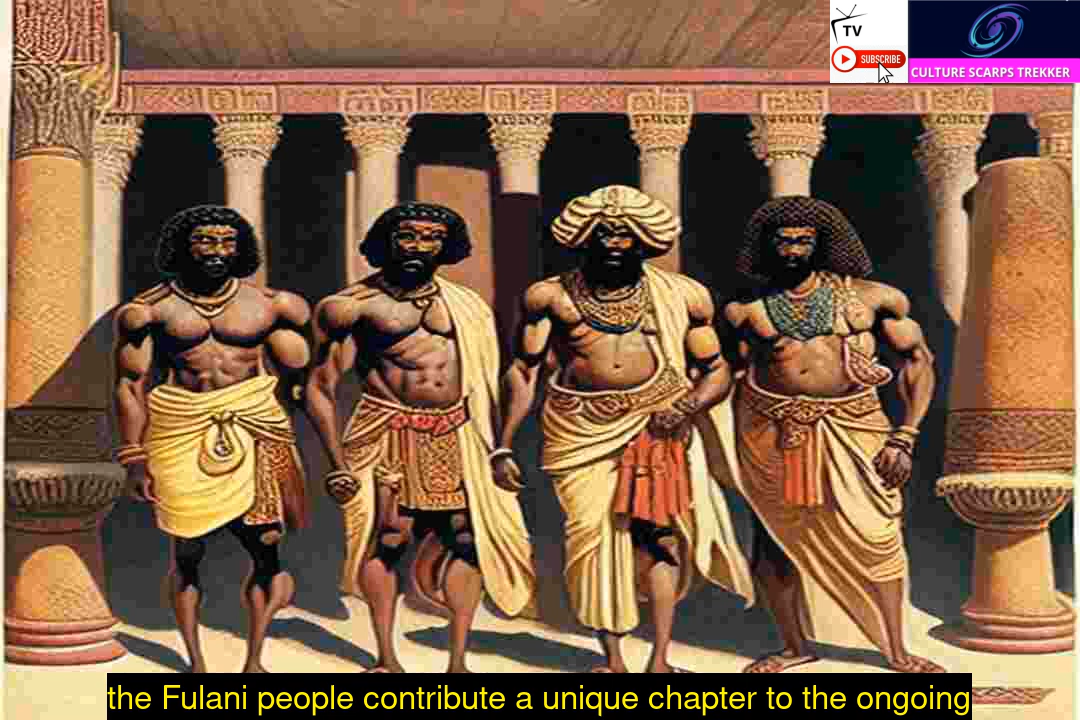 TV
SUBSCRIBE
CULTURE SCARPS TREKKER
the Fulani people contribute a unique chapter to the ongoing